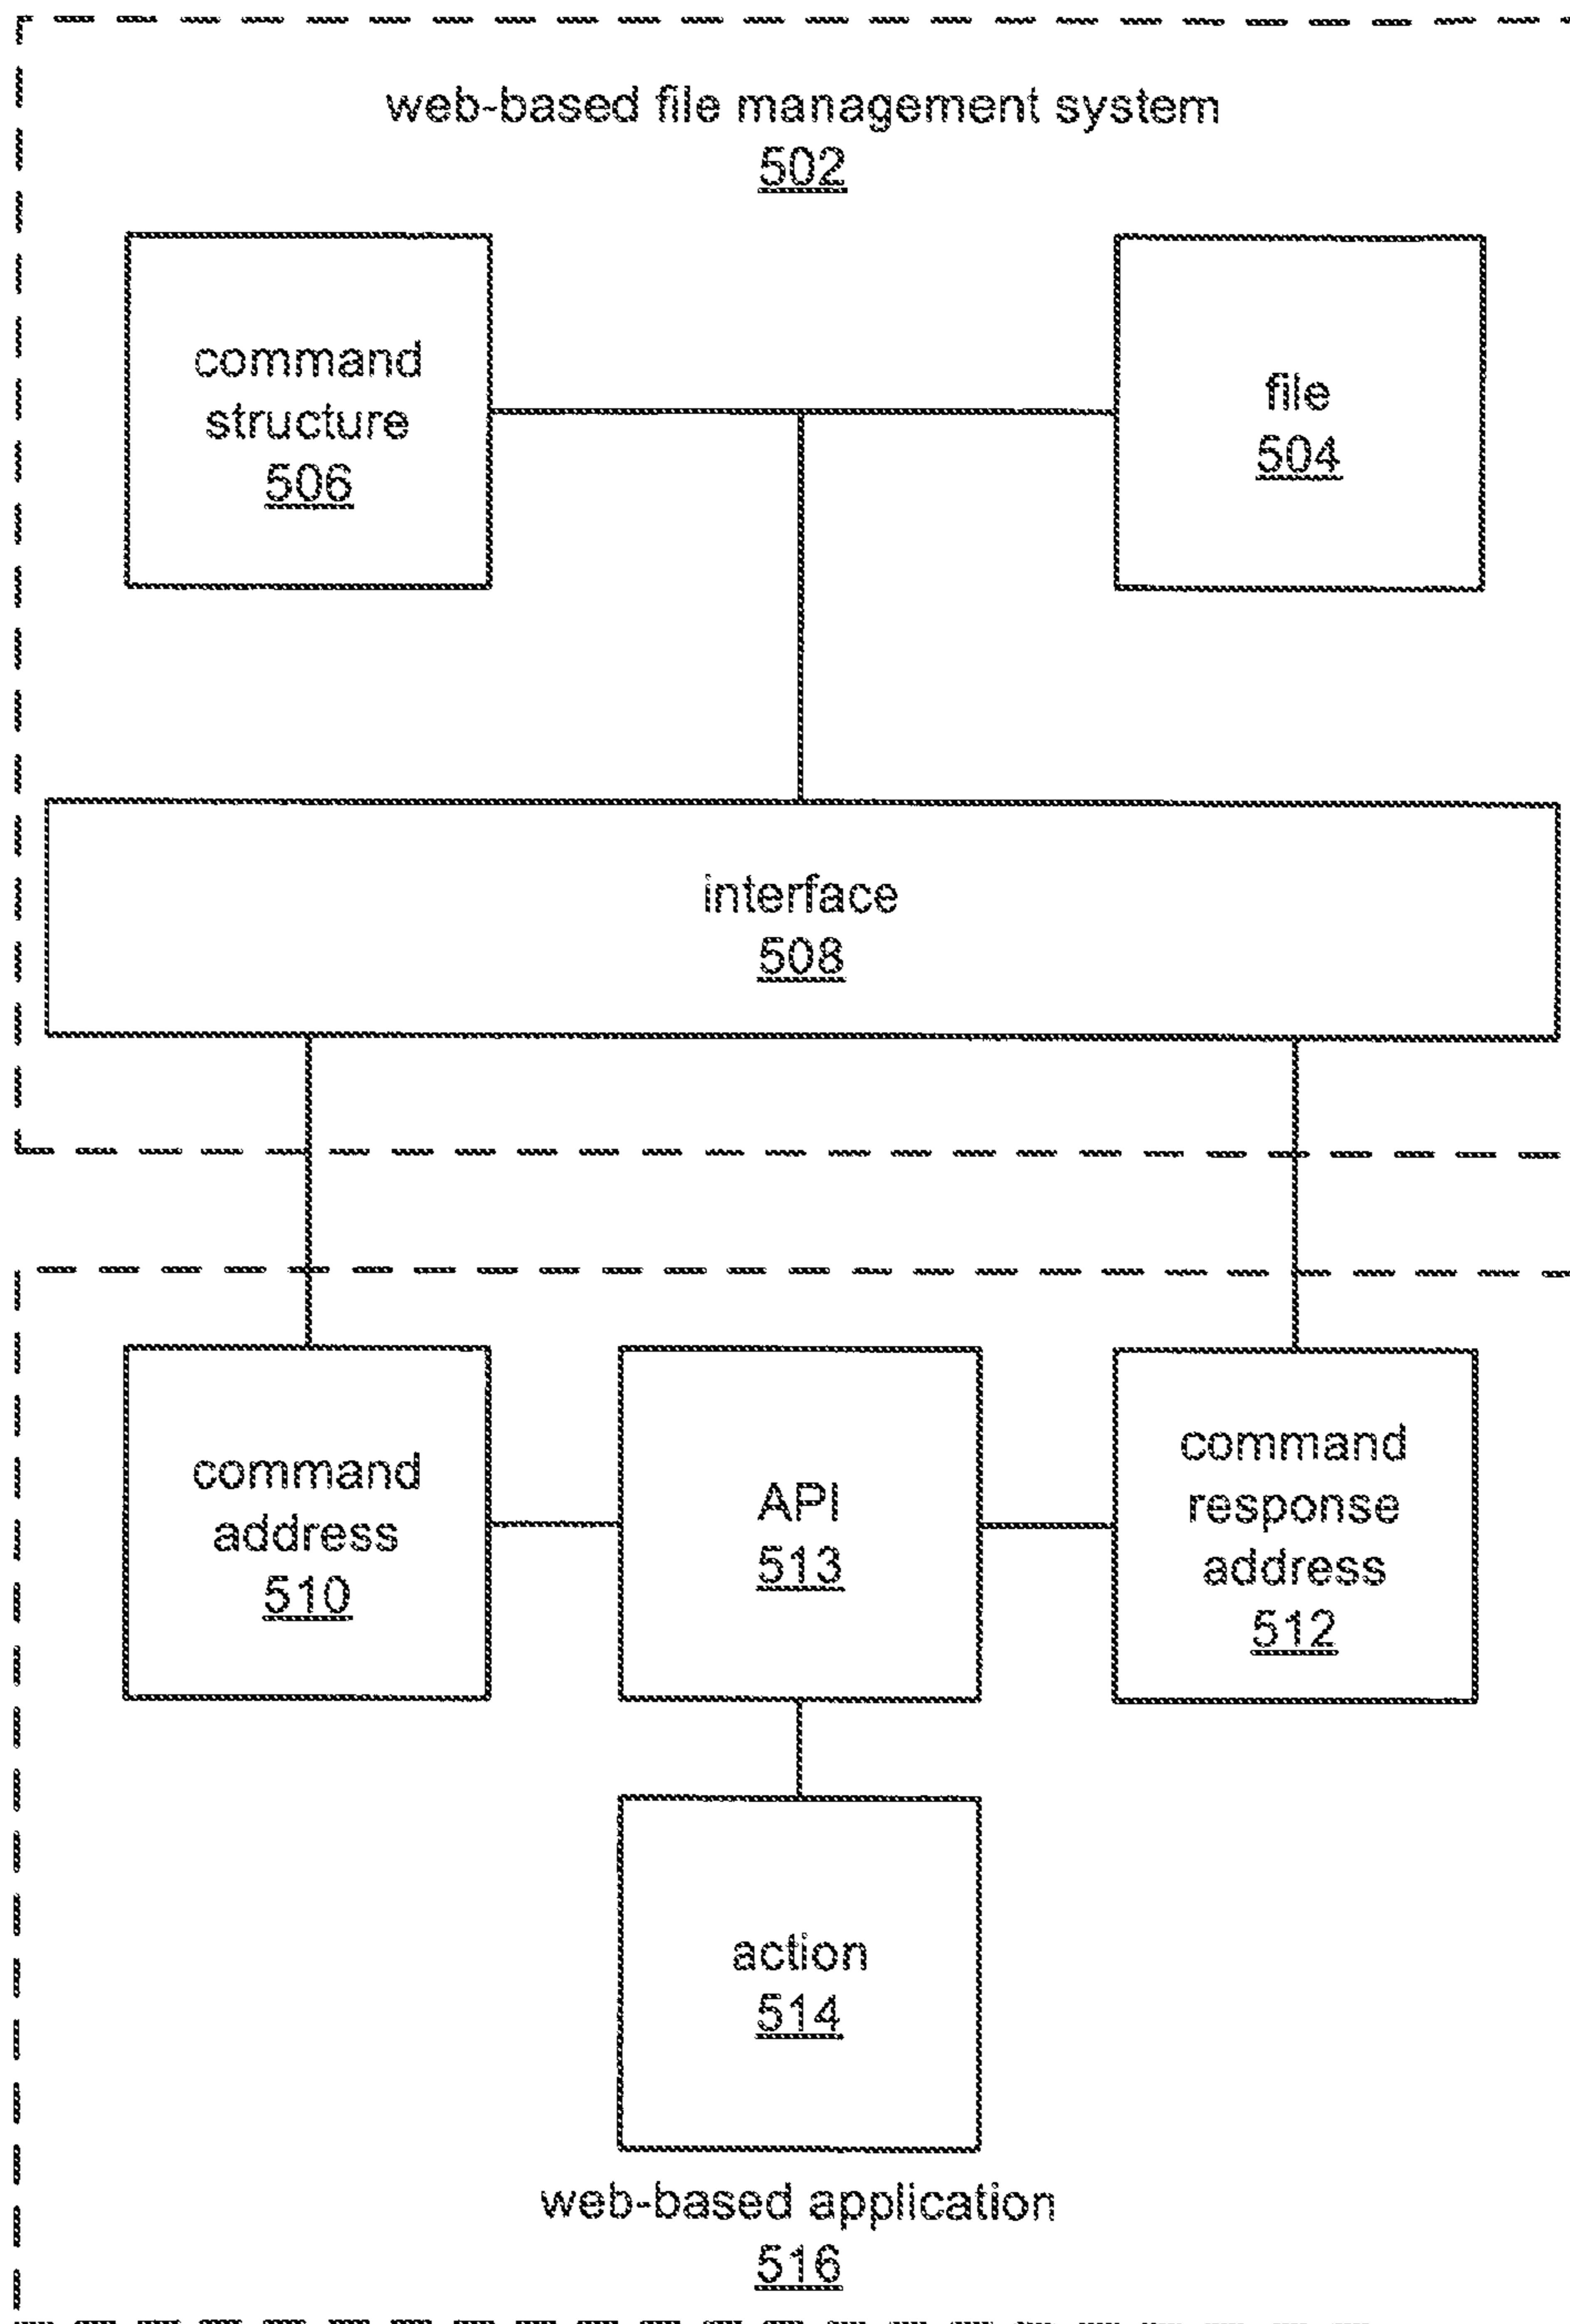 web-based file management system
502
command
structure
506
file
504
interface
508
command
address
510
API
513
command
response
address
512
action
514
web-based application
516